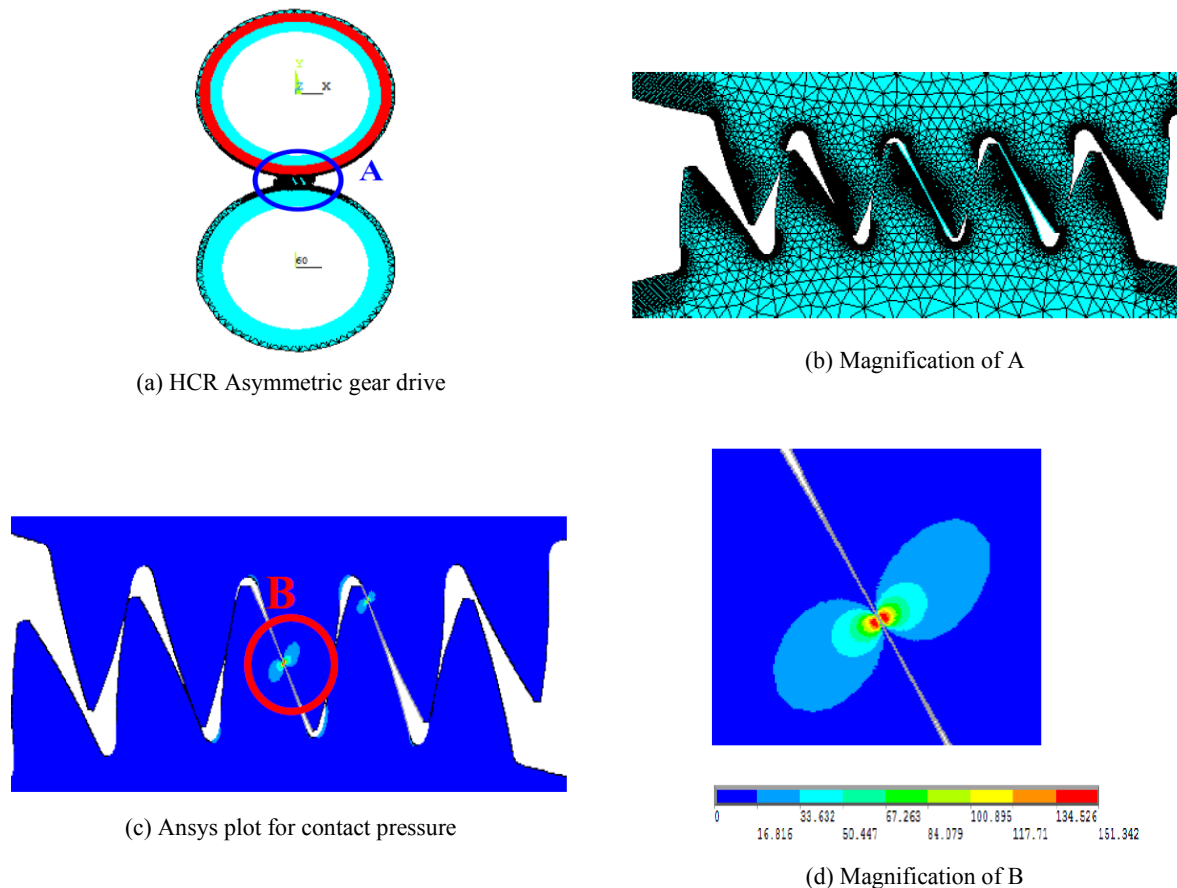 Y
Z X
A
60
(a) HCR Asymmetric gear drive
(b) Magnification of A
B
(c) Ansys plot for contact pressure
0 33.632 67.263 100.895 134.526
16.816 50.447 84.079 117.71 151.342
(d) Magnification of B